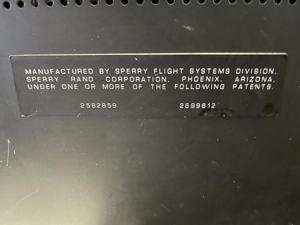 MANUFACTURED BY SPERRY FLIGHT SYSTEMS DIVISION,
SPERRY RAND CORPORATION, PHOENIX, ARIZONA,
UNDER ONE OR MORE OF THE FOLLOWING PATENTS.
2582859 2699612